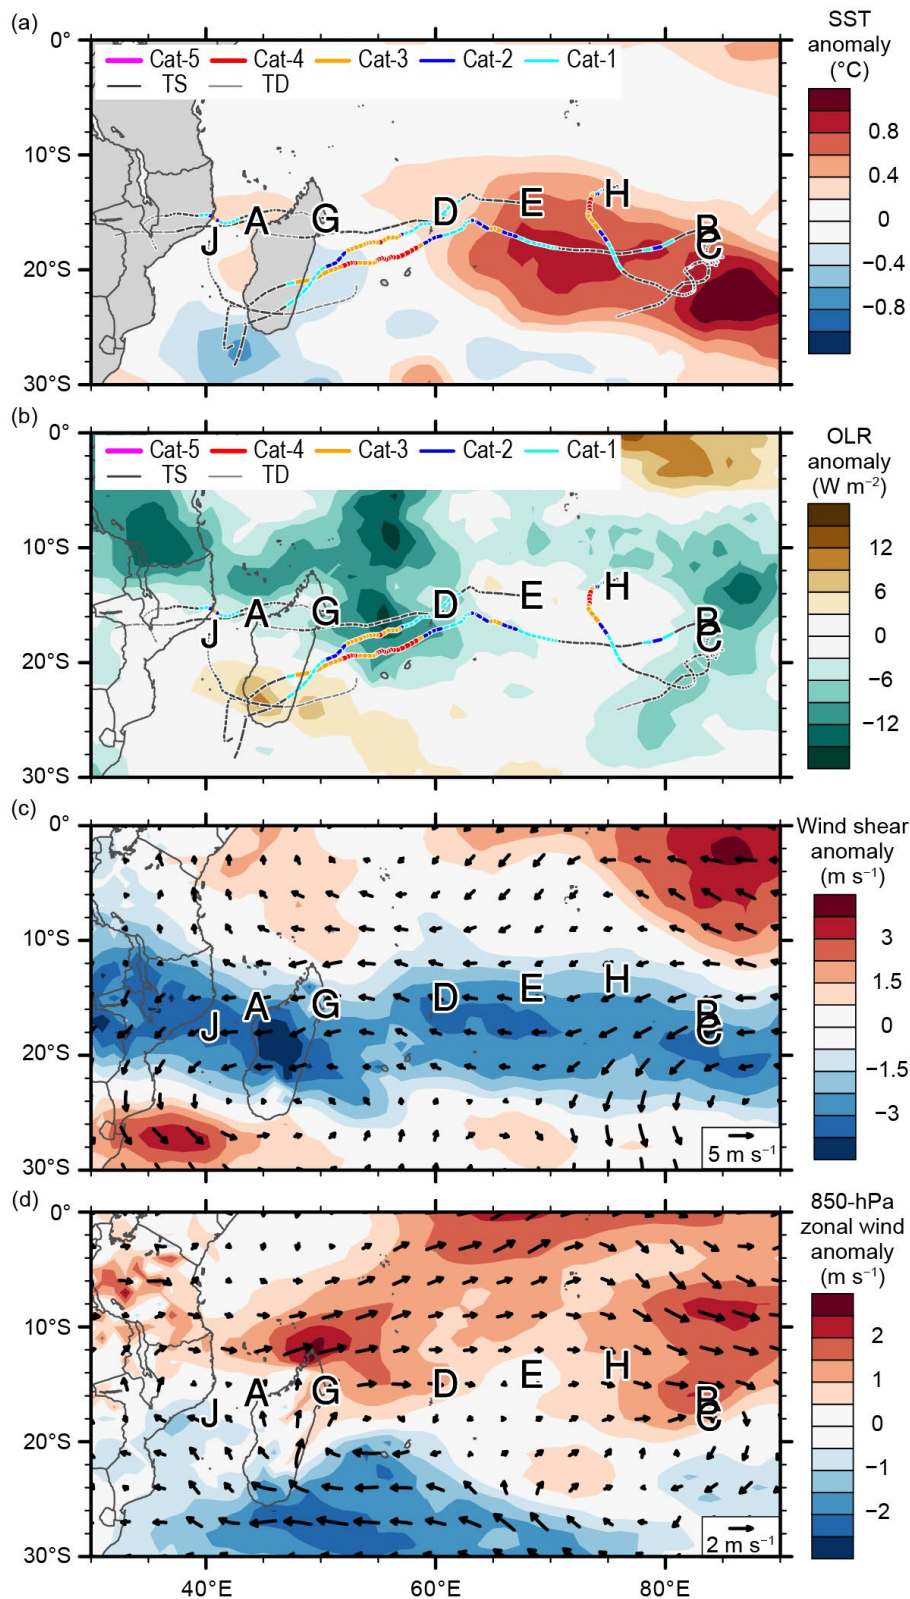 (a)
SST
anomaly
(°C)
0°
10°S
20°S
30°S
Cat-5 Cat-4 Cat-3 Cat-2 Cat-1
TS TD
A G D E H B C J
0.8
0.4
0
−0.4
−0.8
(b)
OLR
anomaly
(W m−2)
0°
10°S
20°S
30°S
Cat-5 Cat-4 Cat-3 Cat-2 Cat-1
TS TD
A G D E H B C J
12
6
0
−6
−12
(c)
Wind shear
anomaly
(m s−1)
0°
10°S
20°S
30°S
A G D E H B C J
5 m s−1
3
1.5
0
−1.5
−3
(d)
850-hPa
zonal wind
anomaly
(m s−1)
0°
10°S
20°S
30°S
A G D E H B C J
2 m s−1
2
1
0
−1
−2
40°E 60°E 80°E